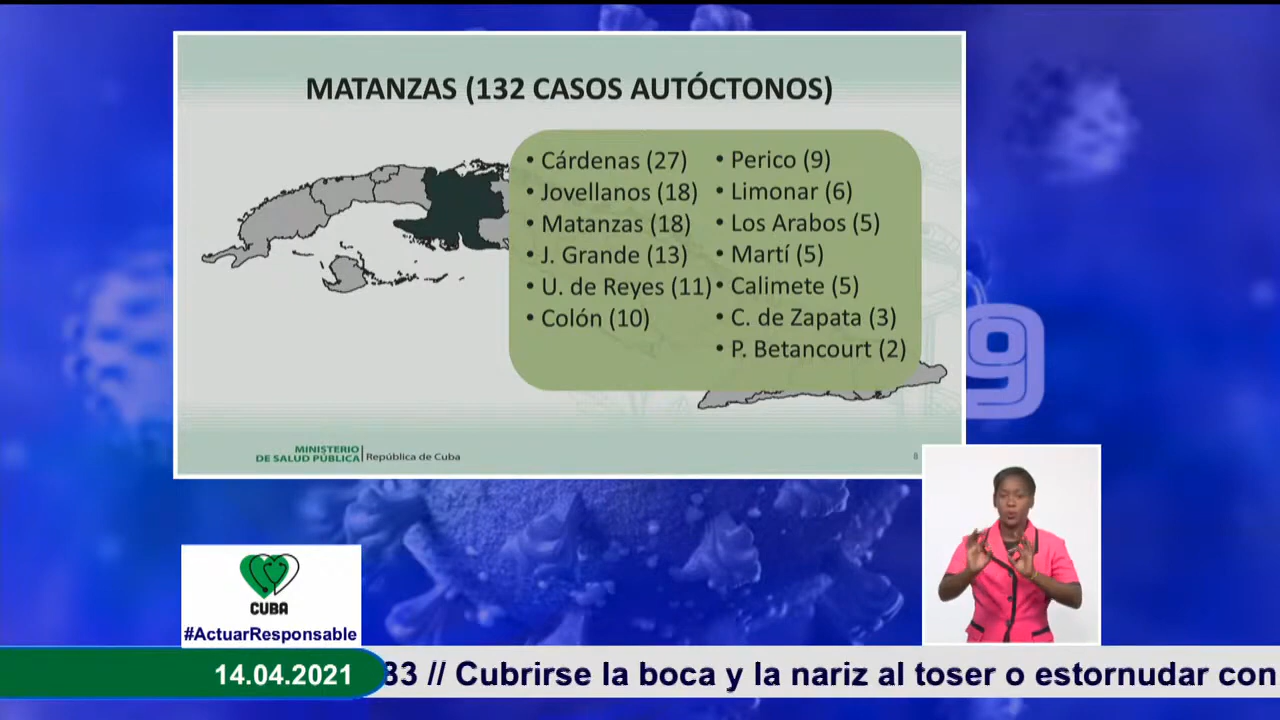 MATANZAS (132 CASOS AUTÓCTONOS)
• Cárdenas (27)
• Jovellanos (18)
• Matanzas (18)
• J. Grande (13)
• U. de Reyes (11)
• Colón (10)
• Perico (9)
• Limonar (6)
• Los Arabos (5)
• Martí (5)
• Calimete (5)
• C. de Zapata (3)
• P. Betancourt (2)
MINISTERIO
DE SALUD PÚBLICA
República de Cuba
8
9
CUBA
#ActuarResponsable
14.04.2021
83 // Cubrirse la boca y la nariz al toser o estornudar con